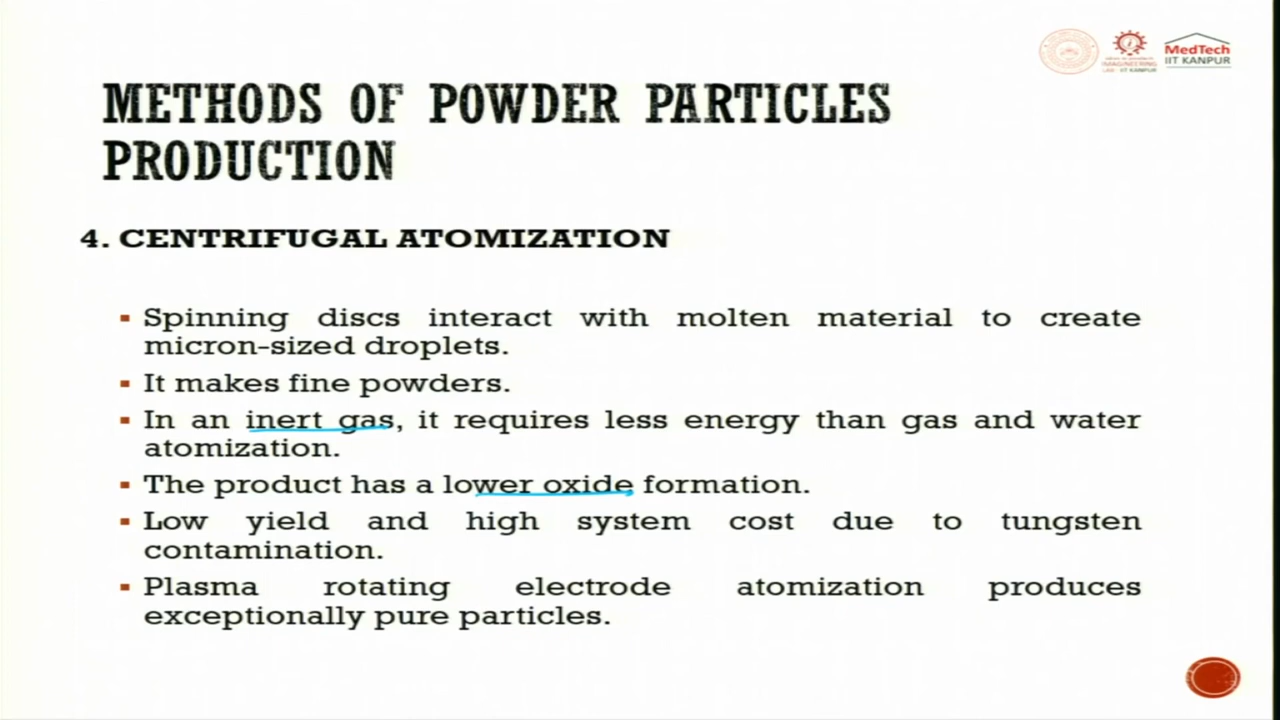 MedTech
IIT KANPUR
METHODS OF POWDER PARTICLES
PRODUCTION
4. CENTRIFUGAL ATOMIZATION
Spinning discs interact with molten material to create
micron-sized droplets.
It makes fine powders.
In an inert gas, it requires less energy than gas and water
atomization.
The product has a lower oxide formation.
Low yield and high system cost due to tungsten
contamination.
Plasma rotating electrode atomization produces
exceptionally pure particles.